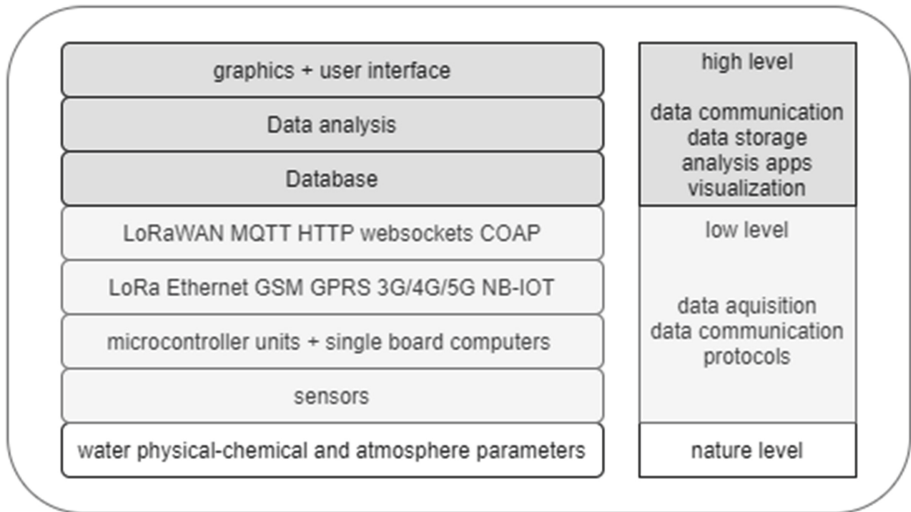 graphics + user interface
Data analysis
Database
LoRaWAN MQTT HTTP websockets COAP
LoRa Ethernet GSM GPRS 3G/4G/5G NB-IOT
microcontroller units + single board computers
sensors
water physical-chemical and atmosphere parameters
high level
data communication
data storage
analysis apps
visualization
low level
data aquisition
data communication
protocols
nature level